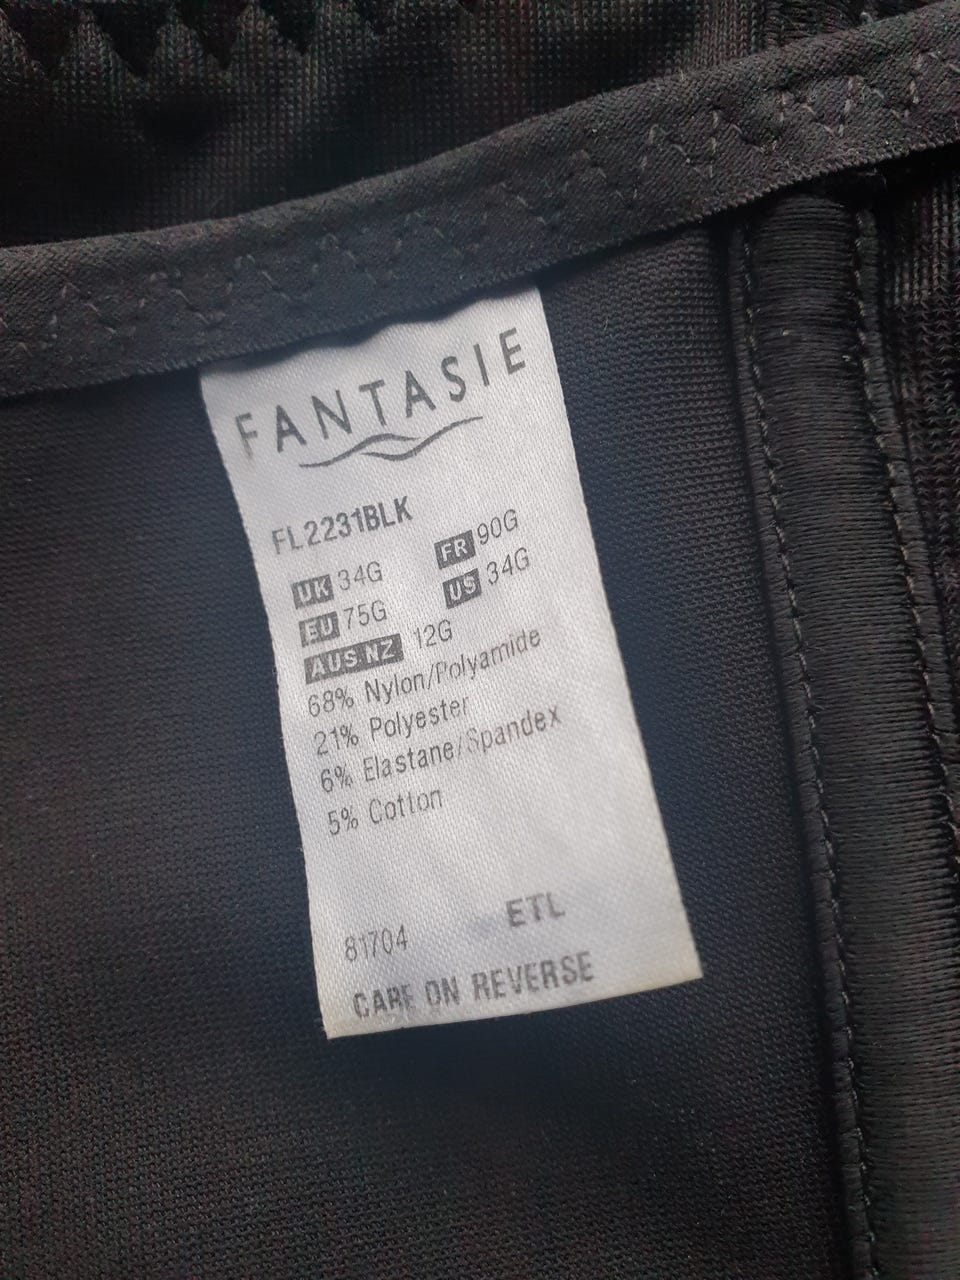 FANTASIE
FL2231BLK
UK 34G FR 90G
EU 75G US 34G
AUS NZ 12G
68% Nylon/Polyamide
21% Polyester
6% Elastane/Spandex
5% Cotton
81704 ETL
CARE ON REVERSE